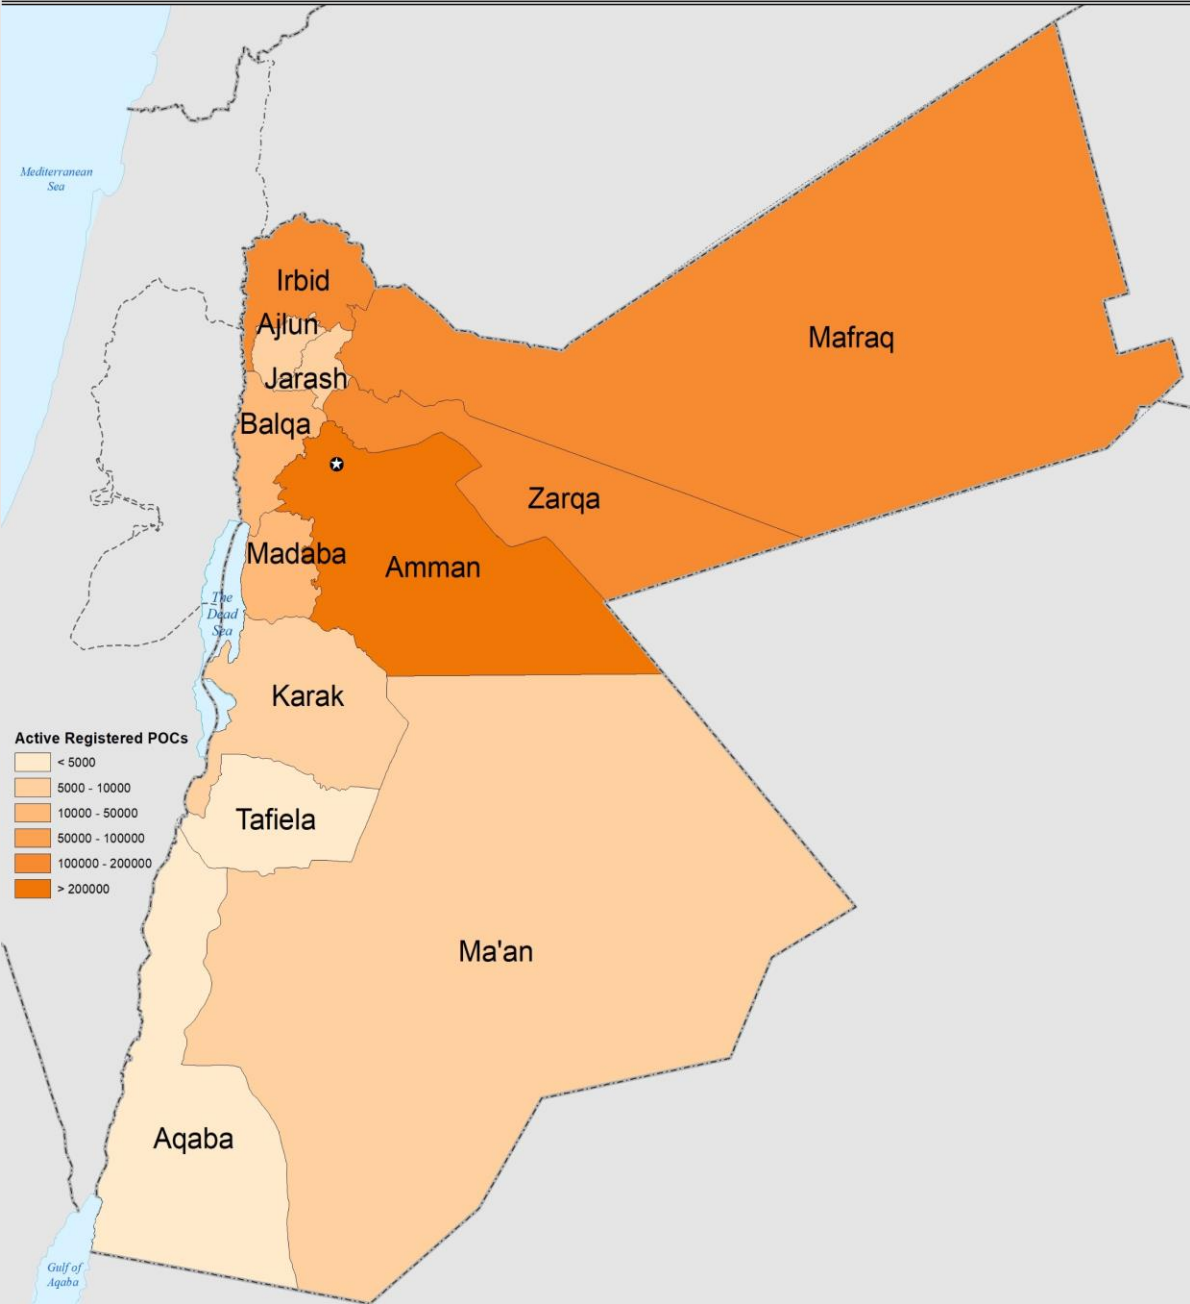 Mediterranean
Sea
Irbid
Ajlun
Mafraq
Jarash
Balqa
Zarqa
Madaba
Amman
The
Dead
Sea
Karak
Active Registered POCs
< 5000
5000 - 10000
10000 - 50000
50000 - 100000
100000 - 200000
> 200000
Tafiela
Ma'an
Aqaba
Gulf of
Aqaba